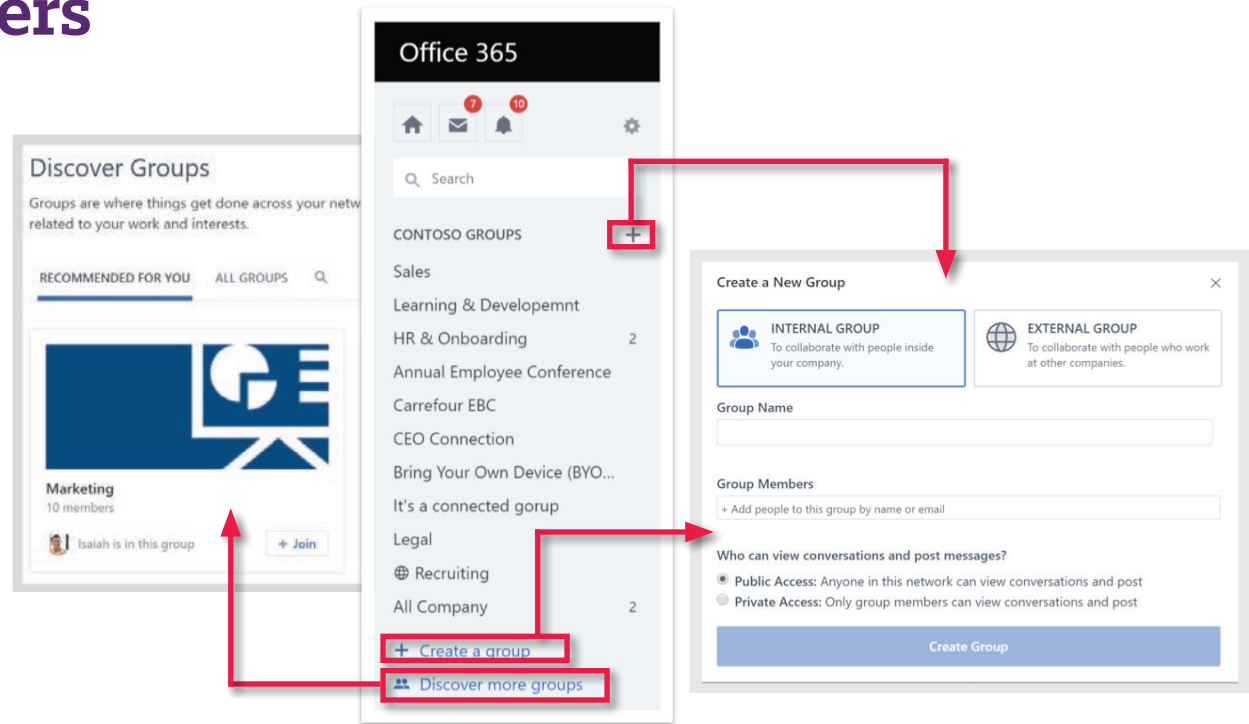 ers
Discover Groups
Groups are where things get done across your netw
related to your work and interests.
RECOMMENDED FOR YOU ALL GROUPS
Marketing
10 members
Isaiah is in this group + Join
Office 365
7 10
Search
CONTOSO GROUPS +
Sales
Learning & Developemnt
HR & Onboarding 2
Annual Employee Conference
Carrefour EBC
CEO Connection
Bring Your Own Device (BYO...
It's a connected gorup
Legal
Recruiting
All Company 2
+ Create a group
Discover more groups
Create a New Group ×
INTERNAL GROUP
To collaborate with people inside
your company.
EXTERNAL GROUP
To collaborate with people who work
at other companies.
Group Name
Group Members
+ Add people to this group by name or email
Who can view conversations and post messages?
Public Access: Anyone in this network can view conversations and post
Private Access: Only group members can view conversations and post
Create Group